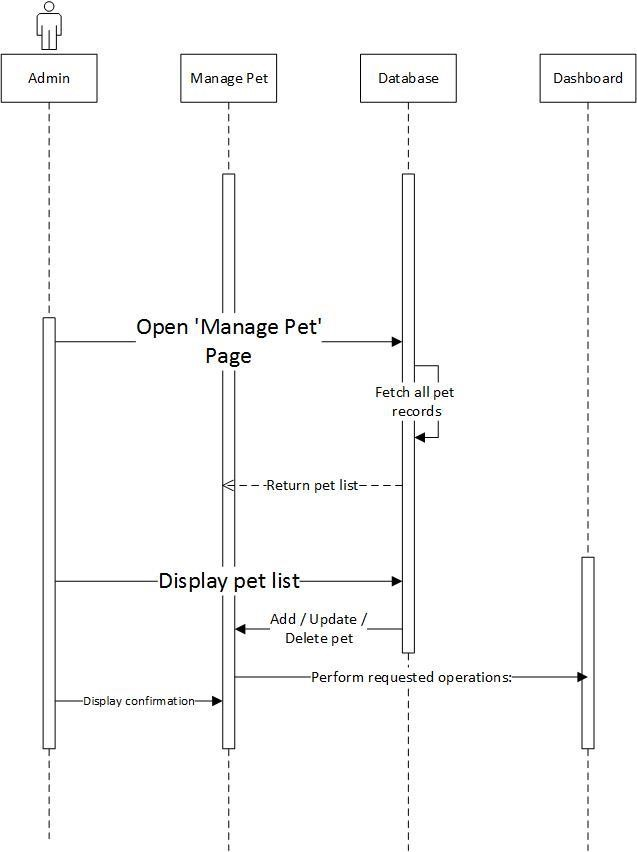 Admin
Manage Pet
Database
Dashboard
Open 'Manage Pet'
Page
Fetch all pet
records
Return pet list
Display pet list
Add / Update /
Delete pet
Perform requested operations:
Display confirmation